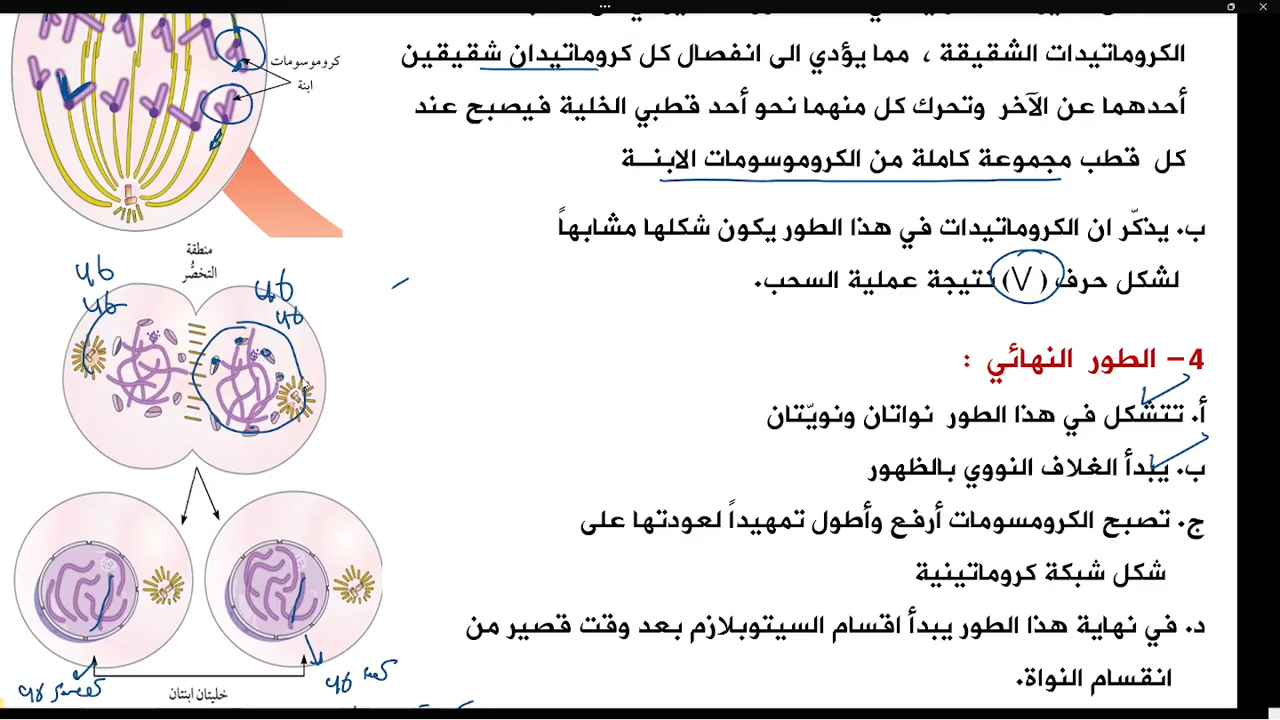 الكروماتيدات الشقيقة ، مما يؤدي الى انفصال كل كروماتيدان شقيقين
أحدهما عن الآخر وتحرك كل منهما نحو أحد قطبي الخلية فيصبح عند
كل قطب مجموعة كاملة من الكروموسومات الابنة
ب. يذكّر ان الكروماتيدات في هذا الطور يكون شكلها مشابهاً
لشكل حرف (V) نتيجة عملية السحب.
4- الطور النهائي :
أ. تتشكل في هذا الطور نواتان ونويّتان
ب. يبدأ الغلاف النووي بالظهور
ج. تصبح الكرومسومات أرفع وأطول تمهيداً لعودتها على
شكل شبكة كروماتينية
د. في نهاية هذا الطور يبدأ اقسام السيتوبلازم بعد وقت قصير من
انقسام النواة.
كروموسومات
ابنة
منطقة
التخصُّر
46
46
46
46
خليتان ابنتان
46
46